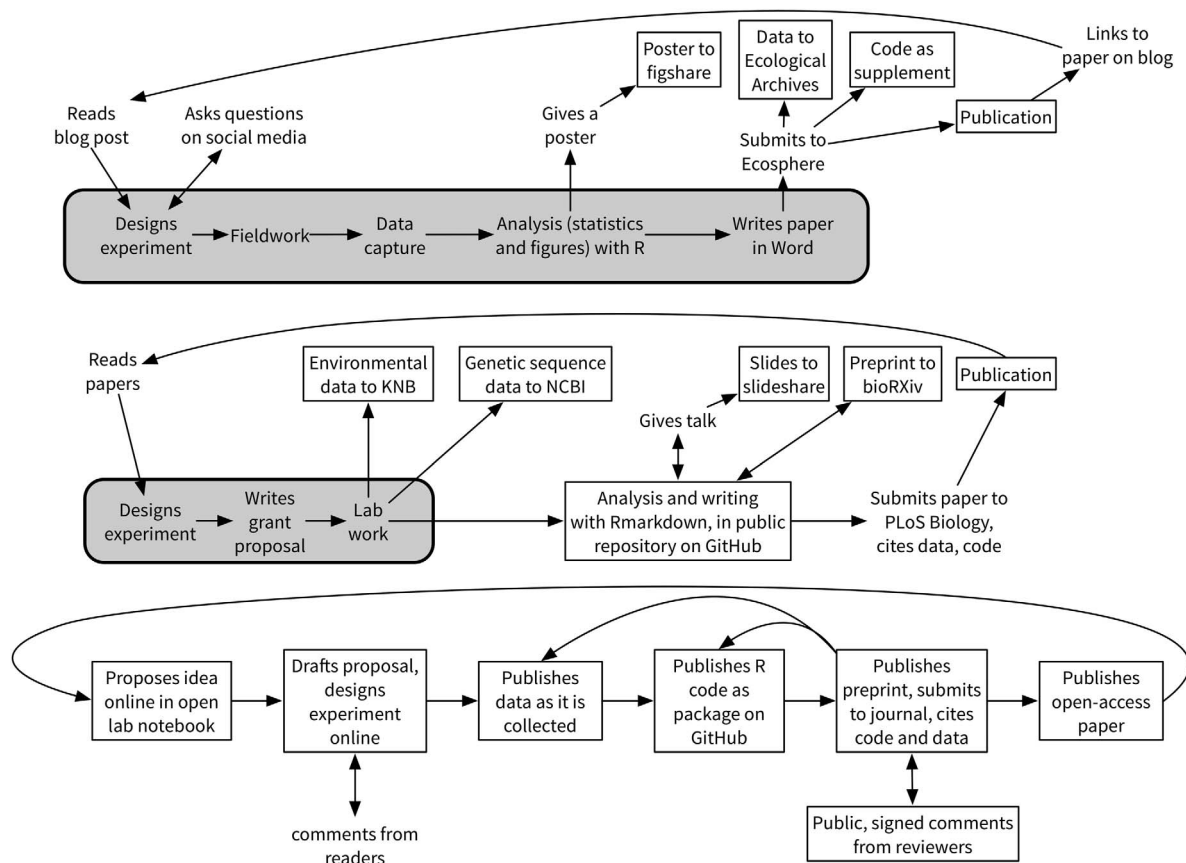 Links to
paper on blog
Poster to
figshare
Data to
Ecological
Archives
Code as
supplement
Reads
blog post
Asks questions
on social media
Gives a
poster
Submits to
Ecosphere
Publication
Designs
experiment
Fieldwork
Data
capture
Analysis (statistics
and figures) with R
Writes paper
in Word
Reads
papers
Environmental
data to KNB
Genetic sequence
data to NCBI
Slides to
slideshare
Preprint to
bioRXiv
Publication
Gives talk
Designs
experiment
Writes
grant
proposal
Lab
work
Analysis and writing
with Rmarkdown, in public
repository on GitHub
Submits paper to
PLoS Biology,
cites data, code
Proposes idea
online in open
lab notebook
Drafts proposal,
designs
experiment
online
Publishes
data as it is
collected
Publishes R
code as
package on
GitHub
Publishes
preprint, submits
to journal, cites
code and data
Publishes
open-access
paper
comments from
readers
Public, signed comments
from reviewers